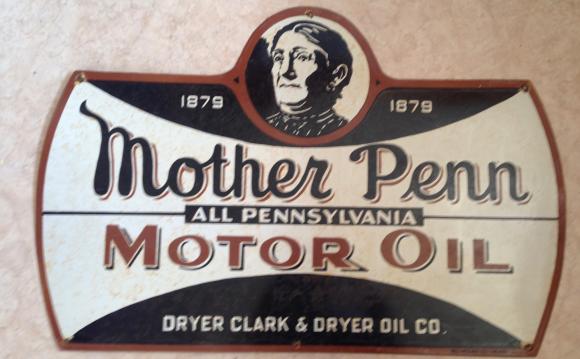 1879 1879
Mother Penn
ALL PENNSYLVANIA
MOTOR OIL
DRYER CLARK & DRYER OIL CO.